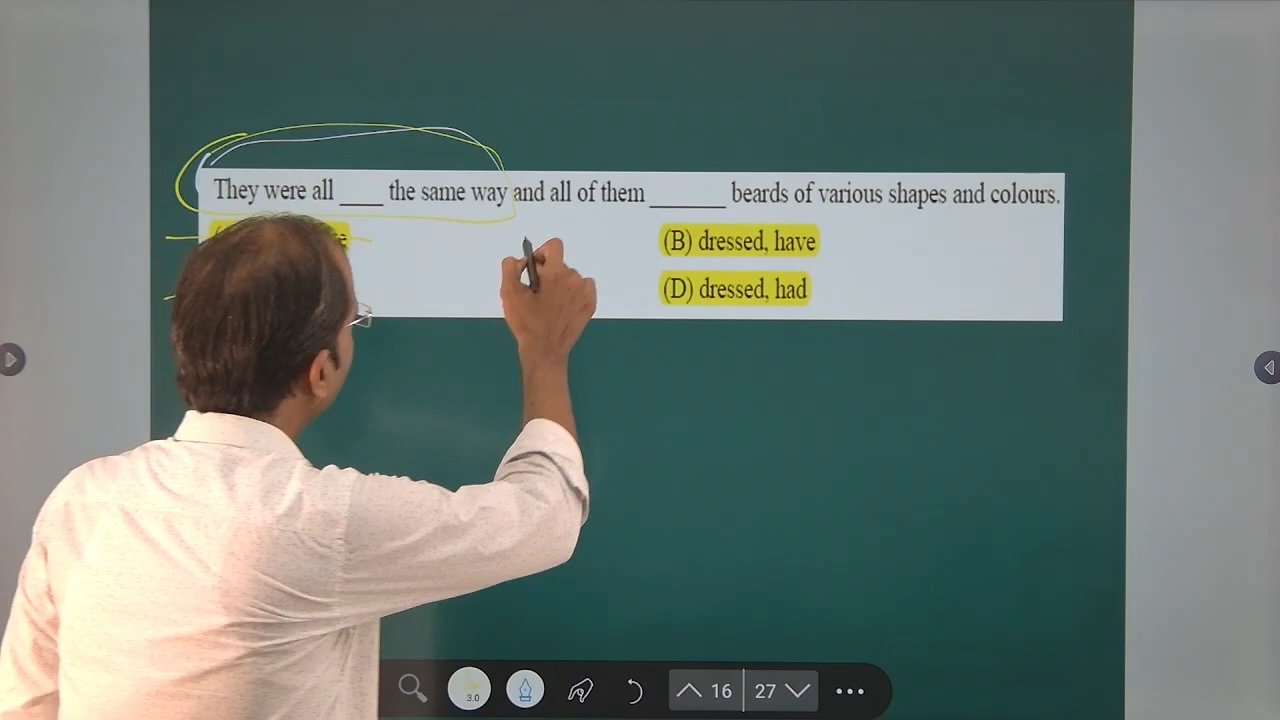 They were all ____ the same way and all of them _______ beards of various shapes and colours.
(B) dressed, have
(D) dressed, had
3.0
16 27